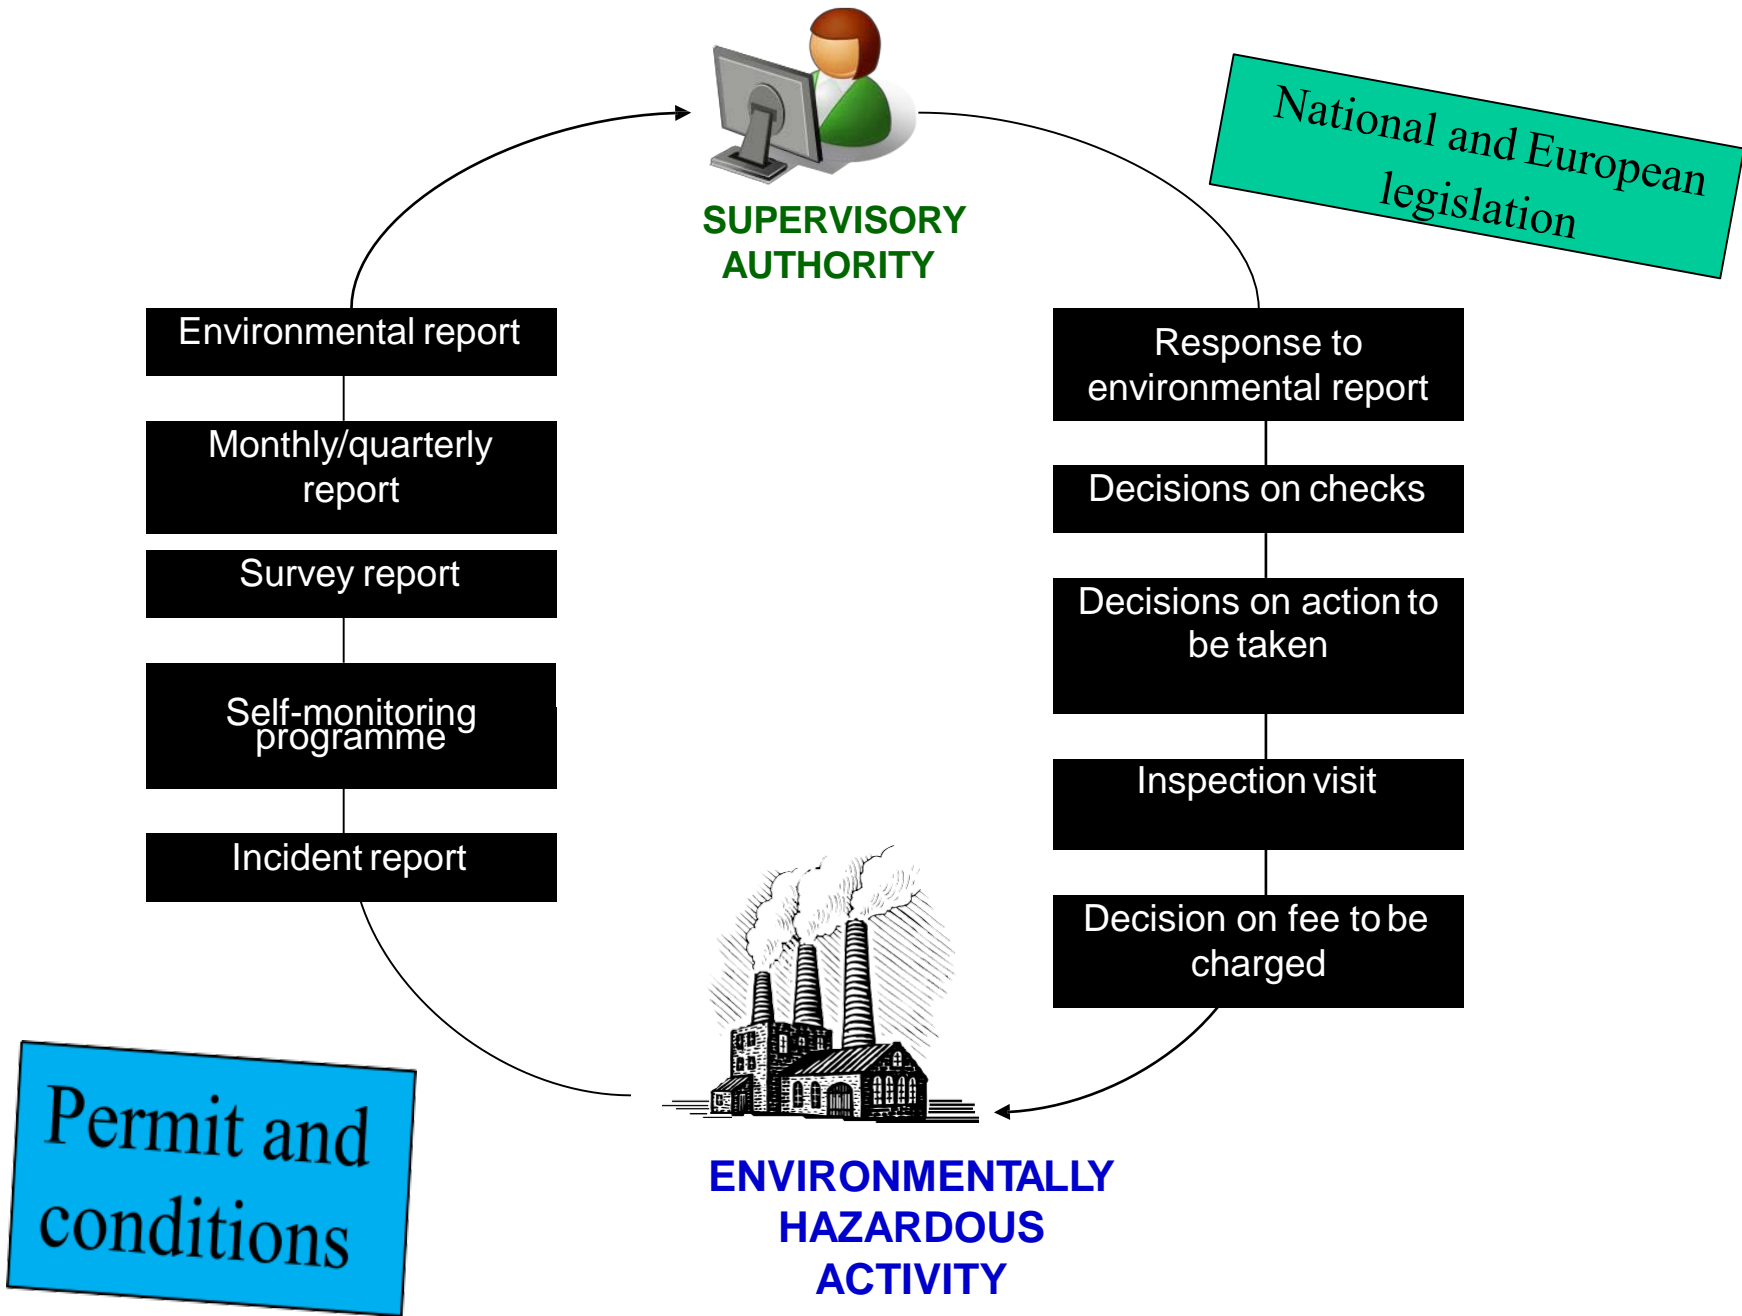 National and European
legislation
SUPERVISORY
AUTHORITY
Environmental report
Monthly/quarterly
report
Survey report
Self-monitoring
programme
Incident report
Response to
environmental report
Decisions on checks
Decisions on action to
be taken
Inspection visit
Decision on fee to be
charged
Permit and
conditions
ENVIRONMENTALLY
HAZARDOUS
ACTIVITY